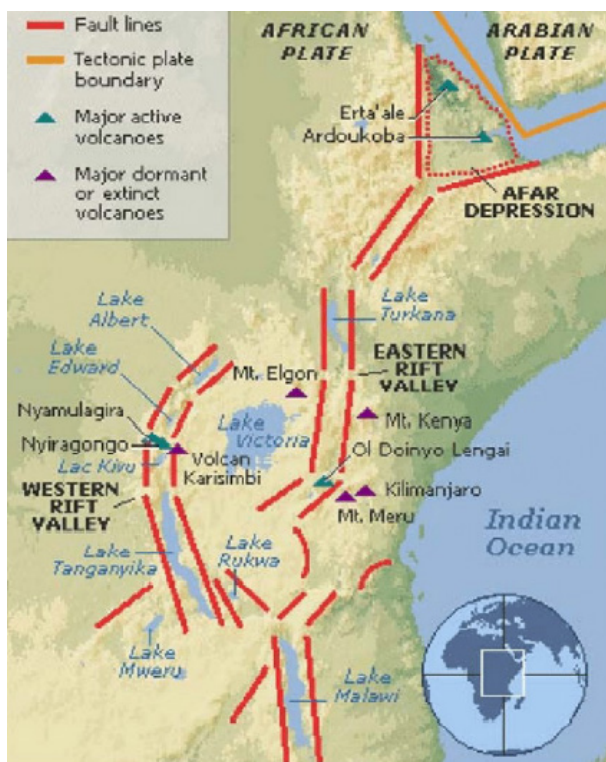 Fault lines
Tectonic plate
boundary
Major active
volcanoes
Major dormant
or extinct
volcanoes
AFRICAN
PLATE
ARABIAN
PLATE
Erta'ale
Ardoukoba
AFAR
DEPRESSION
Lake
Turkana
Lake
Albert
Lake
Edward
EASTERN
RIFT
VALLEY
Mt. Elgon
Nyamulagira
Lake
Victoria
Mt. Kenya
Nyiragongo
Volcan
Karisimbi
Ol Doinyo Lengai
Lac Kivu
WESTERN
RIFT
VALLEY
Kilimanjaro
Mt. Meru
Indian
Ocean
Lake
Tanganyika
Lake
Rukwa
Lake
Mweru
Lake
Malawi